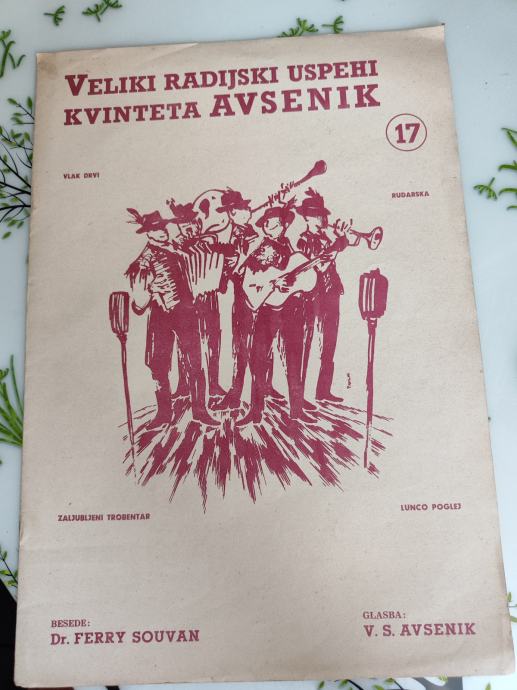 VELIKI RADIJSKI USPEHI
KVINTETA AVSENIK
17
VLAK DRVI
RUDARSKA
ZALJUBLJENI TROBENTAR
LUNCO POGLEJ
BESEDE:
Dr. FERRY SOUVAN
GLASBA:
V. S. AVSENIK